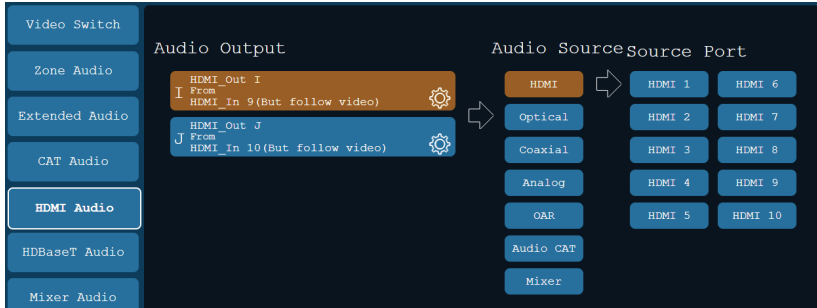 Video Switch
Zone Audio
Extended Audio
CAT Audio
HDMI Audio
HDBaseT Audio
Mixer Audio
Audio Output
I
HDMI_Out I
From
HDMI_In 9(But follow video)
J
HDMI_Out J
From
HDMI_In 10(But follow video)
Audio Source
HDMI
Optical
Coaxial
Analog
OAR
Audio CAT
Mixer
Source Port
HDMI 1 HDMI 6
HDMI 2 HDMI 7
HDMI 3 HDMI 8
HDMI 4 HDMI 9
HDMI 5 HDMI 10